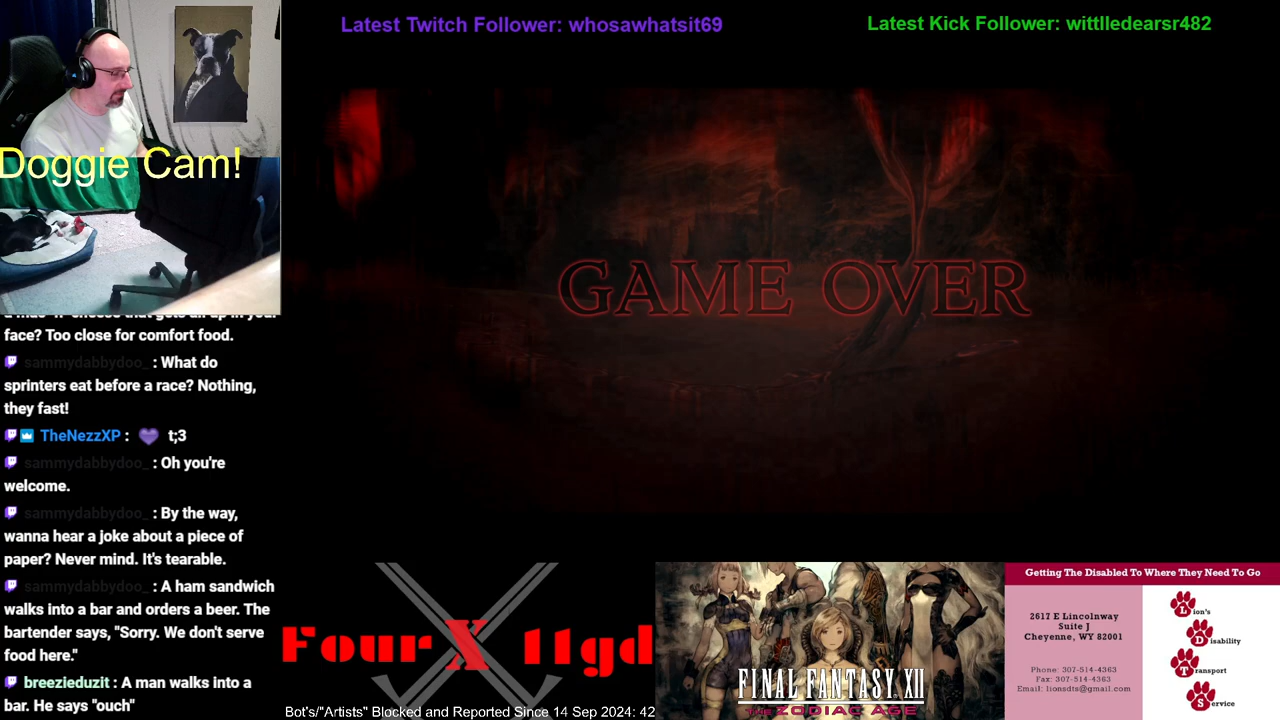 Latest Twitch Follower: whosawhatsit69
Latest Kick Follower: wittlledearsr482
Doggie Cam!
GAME OVER
face? Too close for comfort food.
sammydabbydoo_ : What do
sprinters eat before a race? Nothing,
they fast!
TheNezzXP : t;3
sammydabbydoo_ : Oh you're
welcome.
sammydabbydoo_ : By the way,
wanna hear a joke about a piece of
paper? Never mind. It's tearable.
sammydabbydoo_ : A ham sandwich
walks into a bar and orders a beer. The
bartender says, "Sorry. We don't serve
food here."
breezieduzit : A man walks into a
bar. He says "ouch"
Four X 11gd
Bot's/"Artists" Blocked and Reported Since 14 Sep 2024: 42
FINAL FANTASY XII
THE ZODIAC AGE
Getting The Disabled To Where They Need To Go
2617 E Lincolnway
Suite J
Cheyenne, WY 82001
Phone: 307-514-4363
Fax: 307-514-4363
Email: lionsdts@gmail.com
Lion's
Disability
Transport
Service